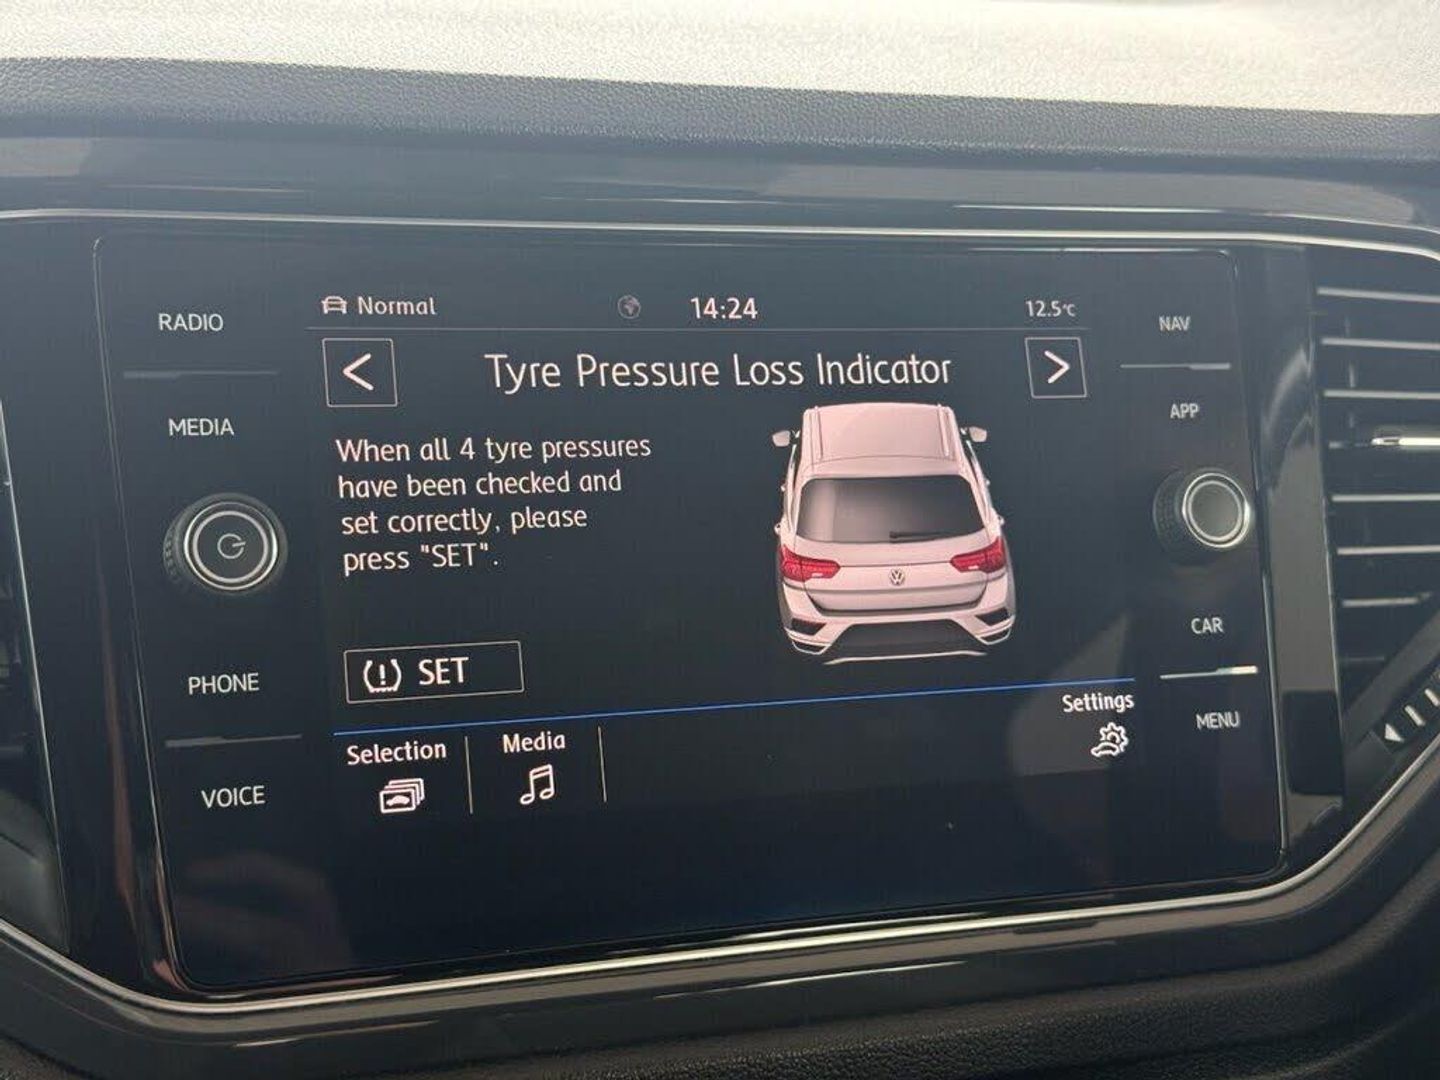 Normal 14:24 12.5°C
RADIO
NAV
Tyre Pressure Loss Indicator
MEDIA
APP
When all 4 tyre pressures
have been checked and
set correctly, please
press "SET".
CAR
PHONE
SET
Settings
MENU
Selection
Media
VOICE